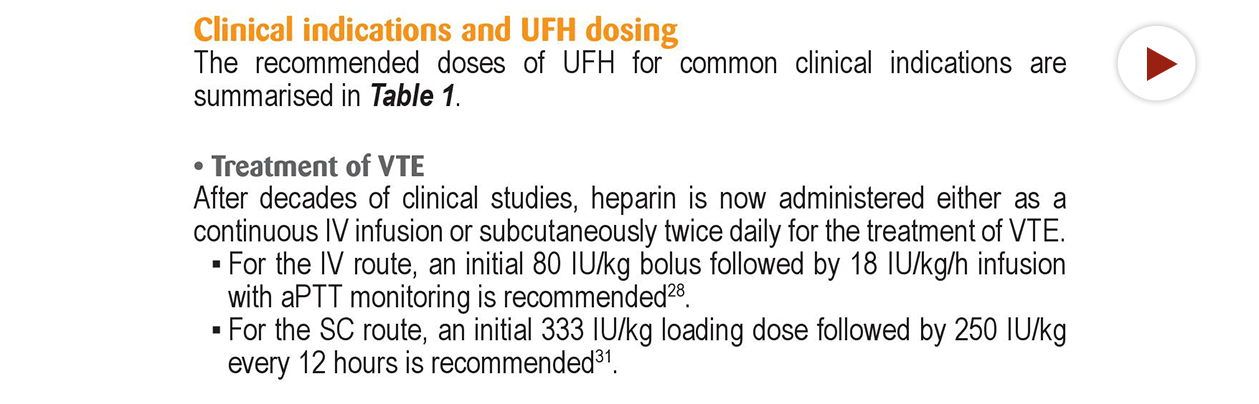 Clinical indications and UFH dosing
The recommended doses of UFH for common clinical indications are
summarised in Table 1.
• Treatment of VTE
After decades of clinical studies, heparin is now administered either as a
continuous IV infusion or subcutaneously twice daily for the treatment of VTE.
▪ For the IV route, an initial 80 IU/kg bolus followed by 18 IU/kg/h infusion
with aPTT monitoring is recommended²⁸.
▪ For the SC route, an initial 333 IU/kg loading dose followed by 250 IU/kg
every 12 hours is recommended³¹.